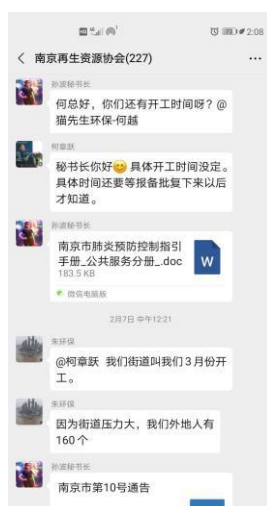 2:08
南京再生资源协会(227)
孙波秘书长
何总好，你们还有开工时间呀？@
猫先生环保-何越
何章跃
秘书长你好 具体开工时间没定。
具体时间还要等报备批复下来以后
才知道。
孙波秘书长
南京市肺炎预防控制指引
手册_公共服务分册_.doc
W
183.5 KB
微信电脑版
2月7日 中午12:21
朱环保
@柯章跃 我们街道叫我们3月份开
工。
朱环保
因为街道压力大，我们外地人有
160个
孙波秘书长
南京市第10号通告